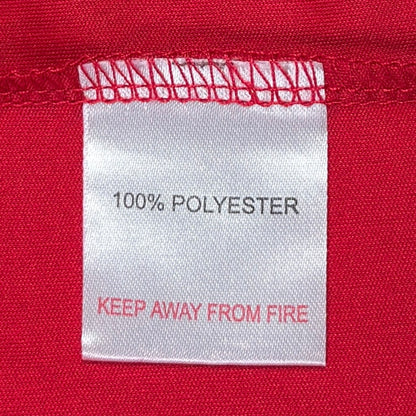 100% POLYESTER
KEEP AWAY FROM FIRE